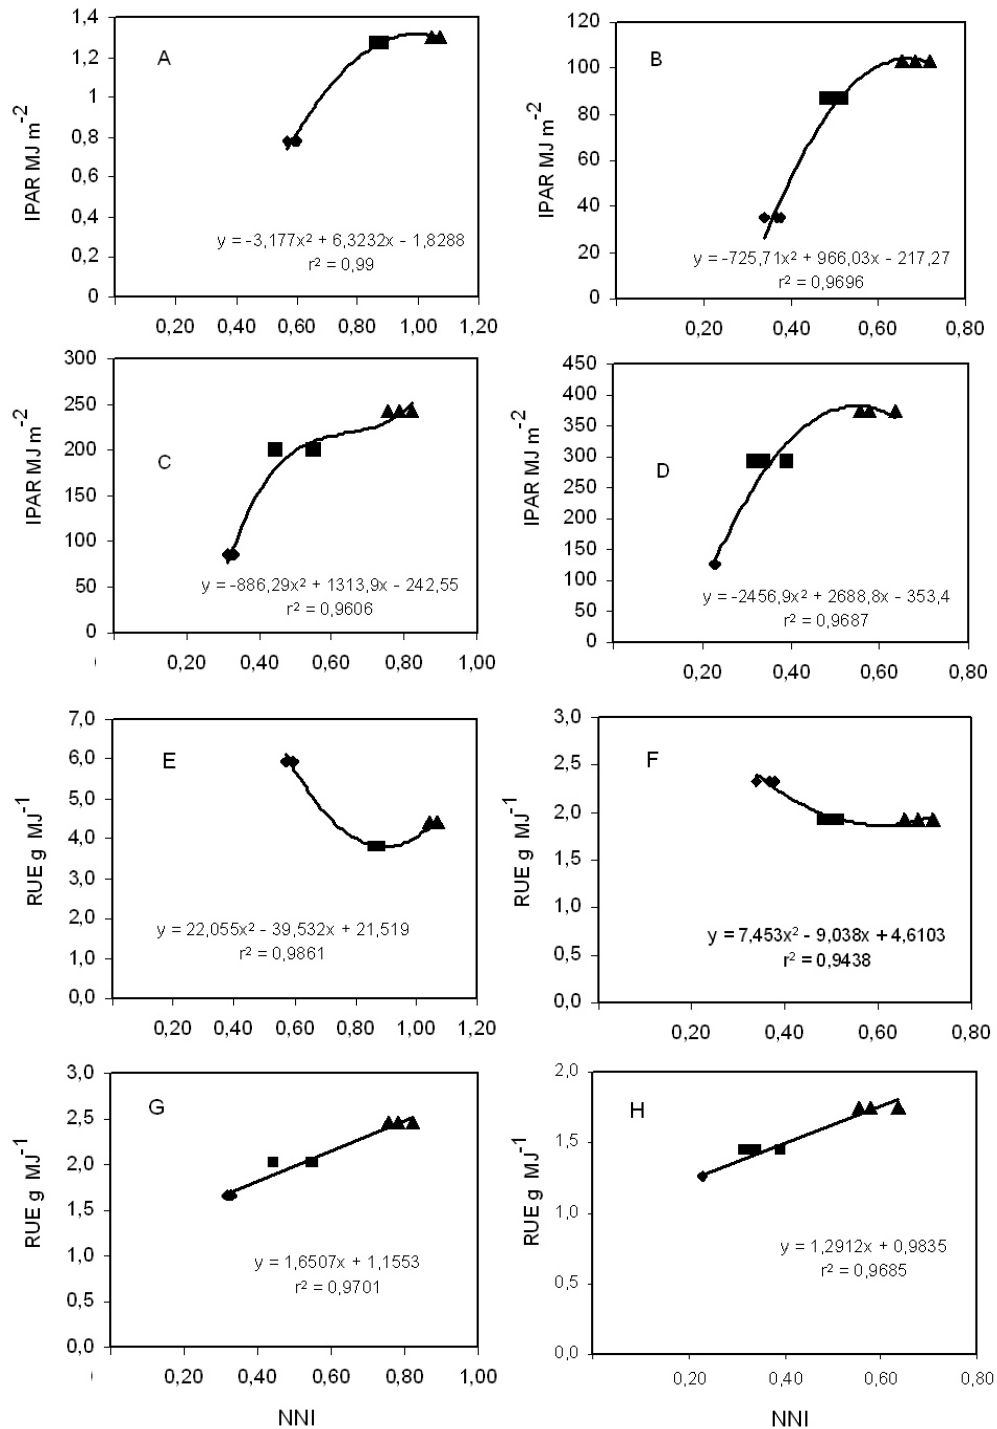 1,4
1,2
1
0,8
0,6
0,4
0,2
0
IPAR MJ m-2
A
y = -3,177x² + 6,3232x - 1,8288
r² = 0,99
0,20 0,40 0,60 0,80 1,00 1,20
120
100
80
60
40
20
0
IPAR MJ m-2
B
y = -725,71x² + 966,03x - 217,27
r² = 0,9696
0,20 0,40 0,60 0,80
300
250
200
150
100
50
0
IPAR MJ m-2
C
y = -886,29x² + 1313,9x - 242,55
r² = 0,9606
0,20 0,40 0,60 0,80 1,00
450
400
350
300
250
200
150
100
50
0
IPAR MJ m-2
D
y = -2456,9x² + 2688,8x - 353,4
r² = 0,9687
0,20 0,40 0,60 0,80
7,0
6,0
5,0
4,0
3,0
2,0
1,0
0,0
RUE g MJ-1
E
y = 22,055x² - 39,532x + 21,519
r² = 0,9861
0,20 0,40 0,60 0,80 1,00 1,20
3,0
2,5
2,0
1,5
1,0
0,5
0,0
RUE g MJ-1
F
y = 7,453x² - 9,038x + 4,6103
r² = 0,9438
0,20 0,40 0,60 0,80
3,0
2,5
2,0
1,5
1,0
0,5
0,0
RUE g MJ-1
G
y = 1,6507x + 1,1553
r² = 0,9701
0,20 0,40 0,60 0,80 1,00
NNI
2,0
1,5
1,0
0,5
0,0
RUE g MJ-1
H
y = 1,2912x + 0,9835
r² = 0,9685
0,20 0,40 0,60 0,80
NNI